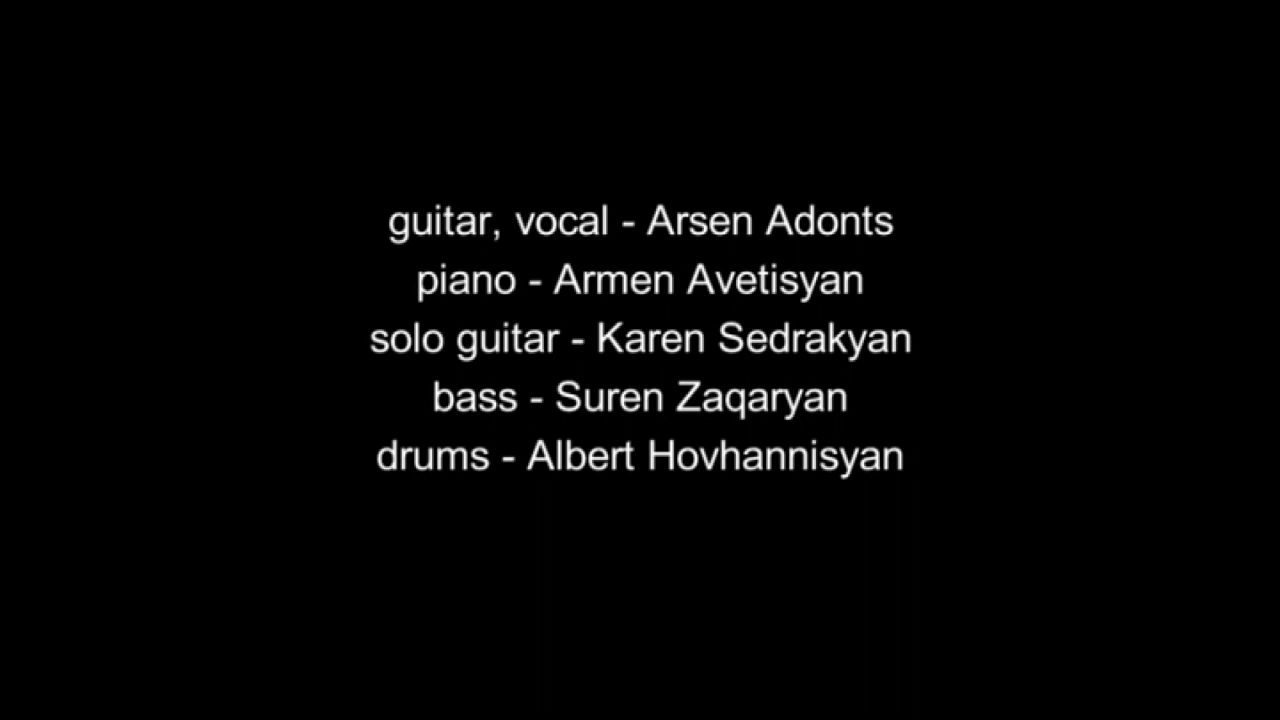 guitar, vocal - Arsen Adonts
piano - Armen Avetisyan
solo guitar - Karen Sedrakyan
bass - Suren Zaqaryan
drums - Albert Hovhannisyan